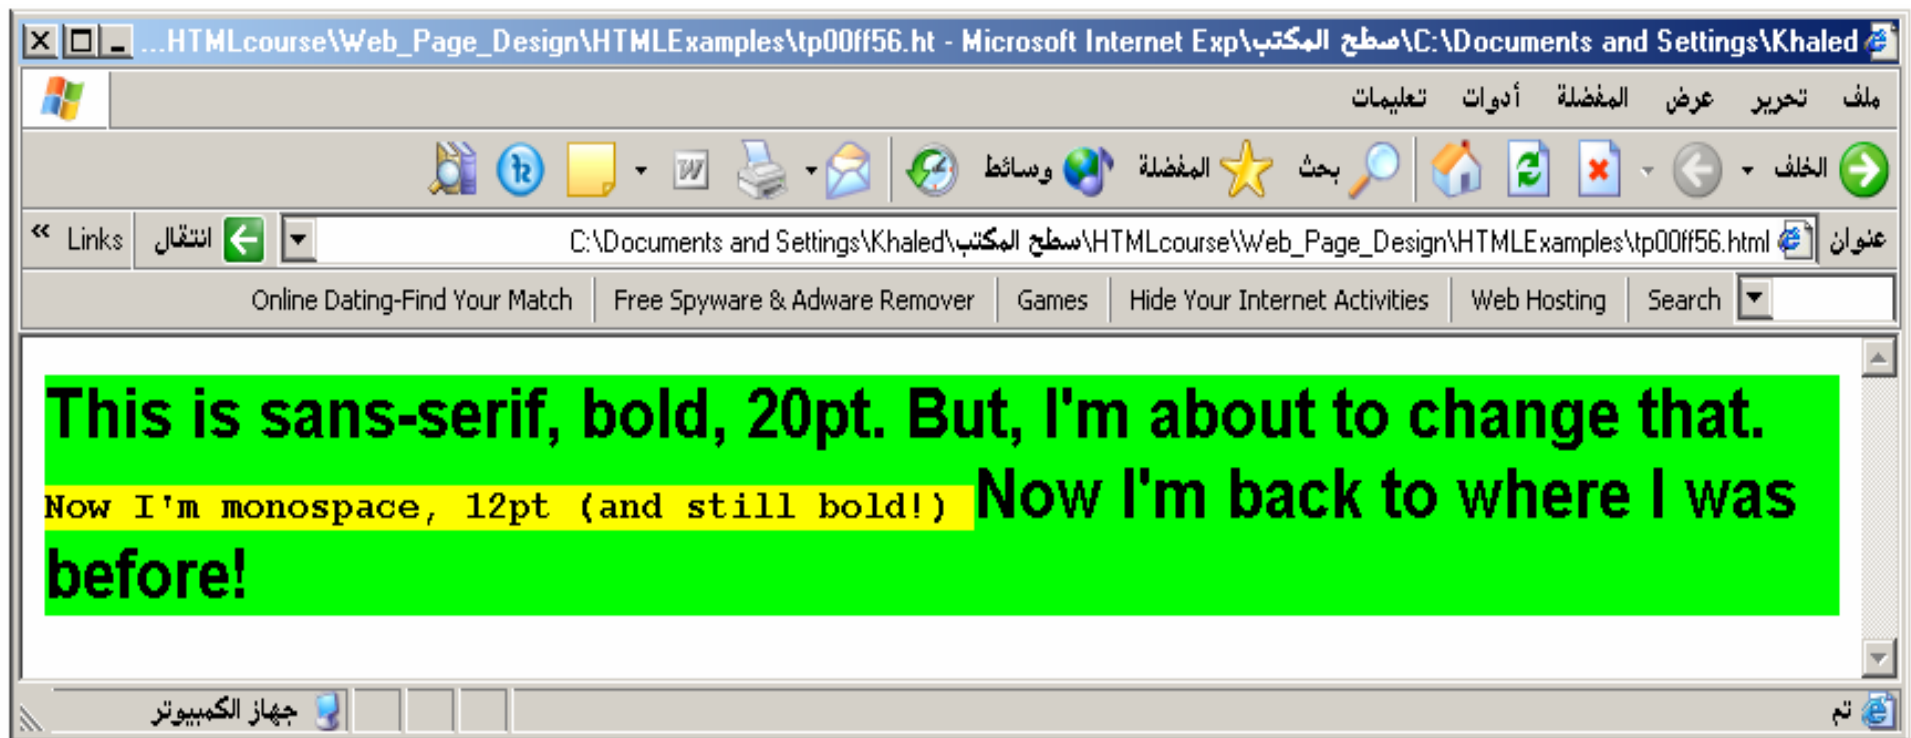 ...HTMLcourse\Web_Page_Design\HTMLExamples\tp00ff56.ht - Microsoft Internet Exp\سطح المكتب\C:\Documents and Settings\Khaled
ملف تحرير عرض المفضلة أدوات تعليمات
الخلف بحث المفضلة وسائط
عنوان C:\Documents and Settings\Khaled\سطح المكتب\HTMLcourse\Web_Page_Design\HTMLExamples\tp00ff56.html انتقال Links »
Online Dating-Find Your Match Free Spyware & Adware Remover Games Hide Your Internet Activities Web Hosting Search
This is sans-serif, bold, 20pt. But, I'm about to change that.
Now I'm monospace, 12pt (and still bold!) Now I'm back to where I was
before!
تم جهاز الكمبيوتر